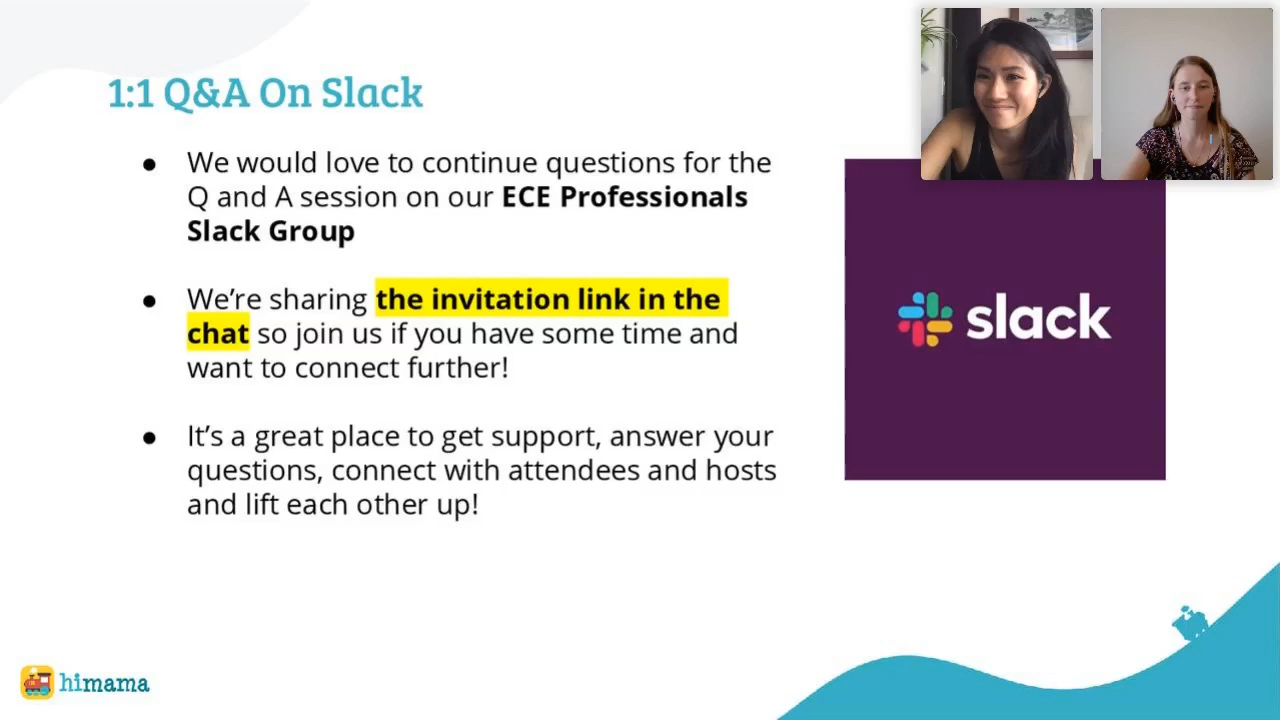 1:1 Q&A On Slack
● We would love to continue questions for the
Q and A session on our ECE Professionals
Slack Group
● We’re sharing the invitation link in the
chat so join us if you have some time and
want to connect further!
● It’s a great place to get support, answer your
questions, connect with attendees and hosts
and lift each other up!
slack
himama